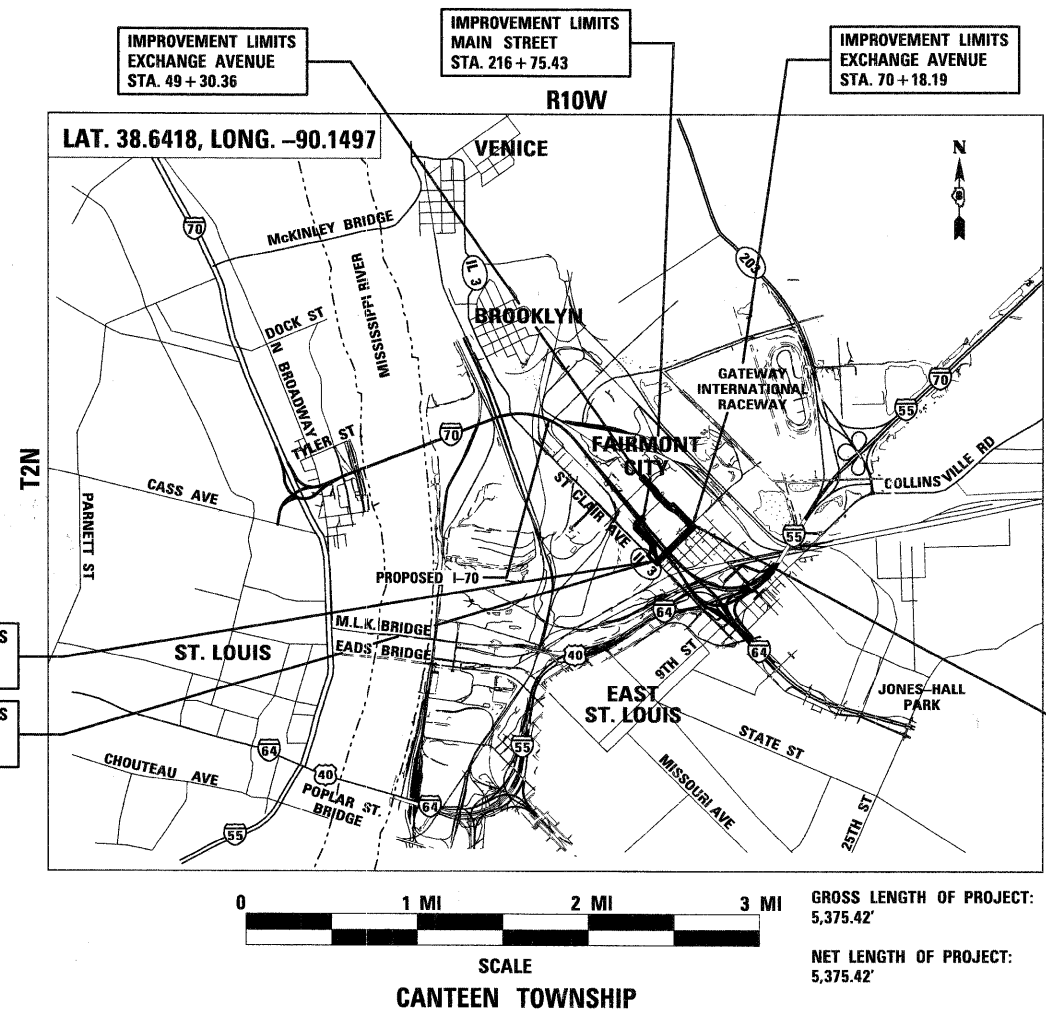 IMPROVEMENT LIMITS
EXCHANGE AVENUE
STA. 49+30.36
IMPROVEMENT LIMITS
MAIN STREET
STA. 216+75.43
IMPROVEMENT LIMITS
EXCHANGE AVENUE
STA. 70+18.19
R10W
LAT. 38.6418, LONG. –90.1497
VENICE
N
70
McKINLEY BRIDGE
MISSISSIPPI RIVER
IL 3
203
DOCK ST
BROOKLYN
N BROADWAY
GATEWAY
INTERNATIONAL
RACEWAY
70
55
TYLER ST
70
FAIRMONT
CITY
COLLINSVILLE RD
T2N
CASS AVE
ST CLAIR AVE
PARNETT ST
55
IL 3
PROPOSED I–70
64
M.L.K. BRIDGE
EADS BRIDGE
ST. LOUIS
40
9TH ST
64
S
EAST
ST. LOUIS
JONES–HALL
PARK
S
STATE ST
55
64
CHOUTEAU AVE
40
POPLAR ST.
BRIDGE
64
MISSOURI AVE
25TH ST
55
0 1 MI 2 MI 3 MI
SCALE
CANTEEN TOWNSHIP
GROSS LENGTH OF PROJECT:
5,375.42'
NET LENGTH OF PROJECT:
5,375.42'